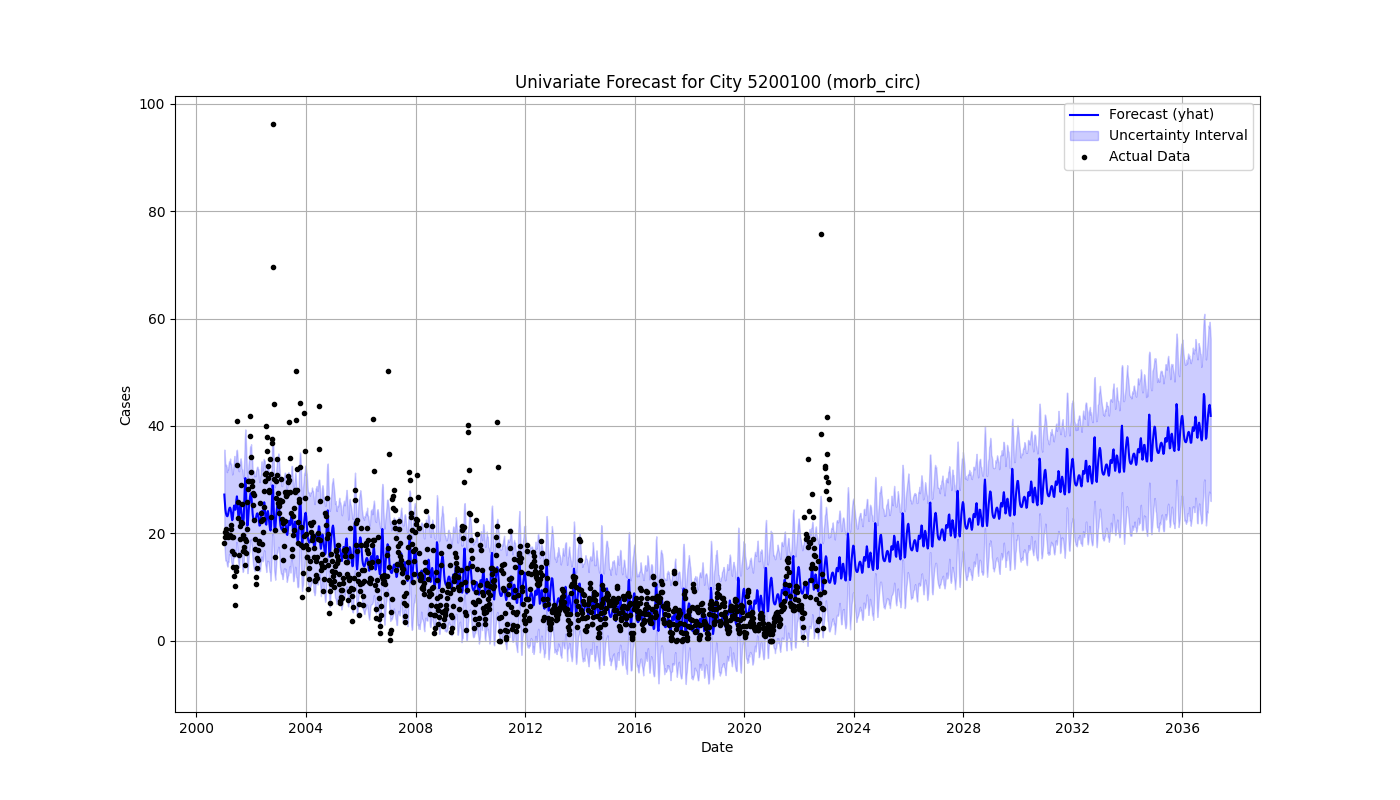 Univariate Forecast for City 5200100 (morb_circ)
Forecast (yhat)
Uncertainty Interval
Actual Data
Cases
100
80
60
40
20
0
2000 2004 2008 2012 2016 2020 2024 2028 2032 2036
Date